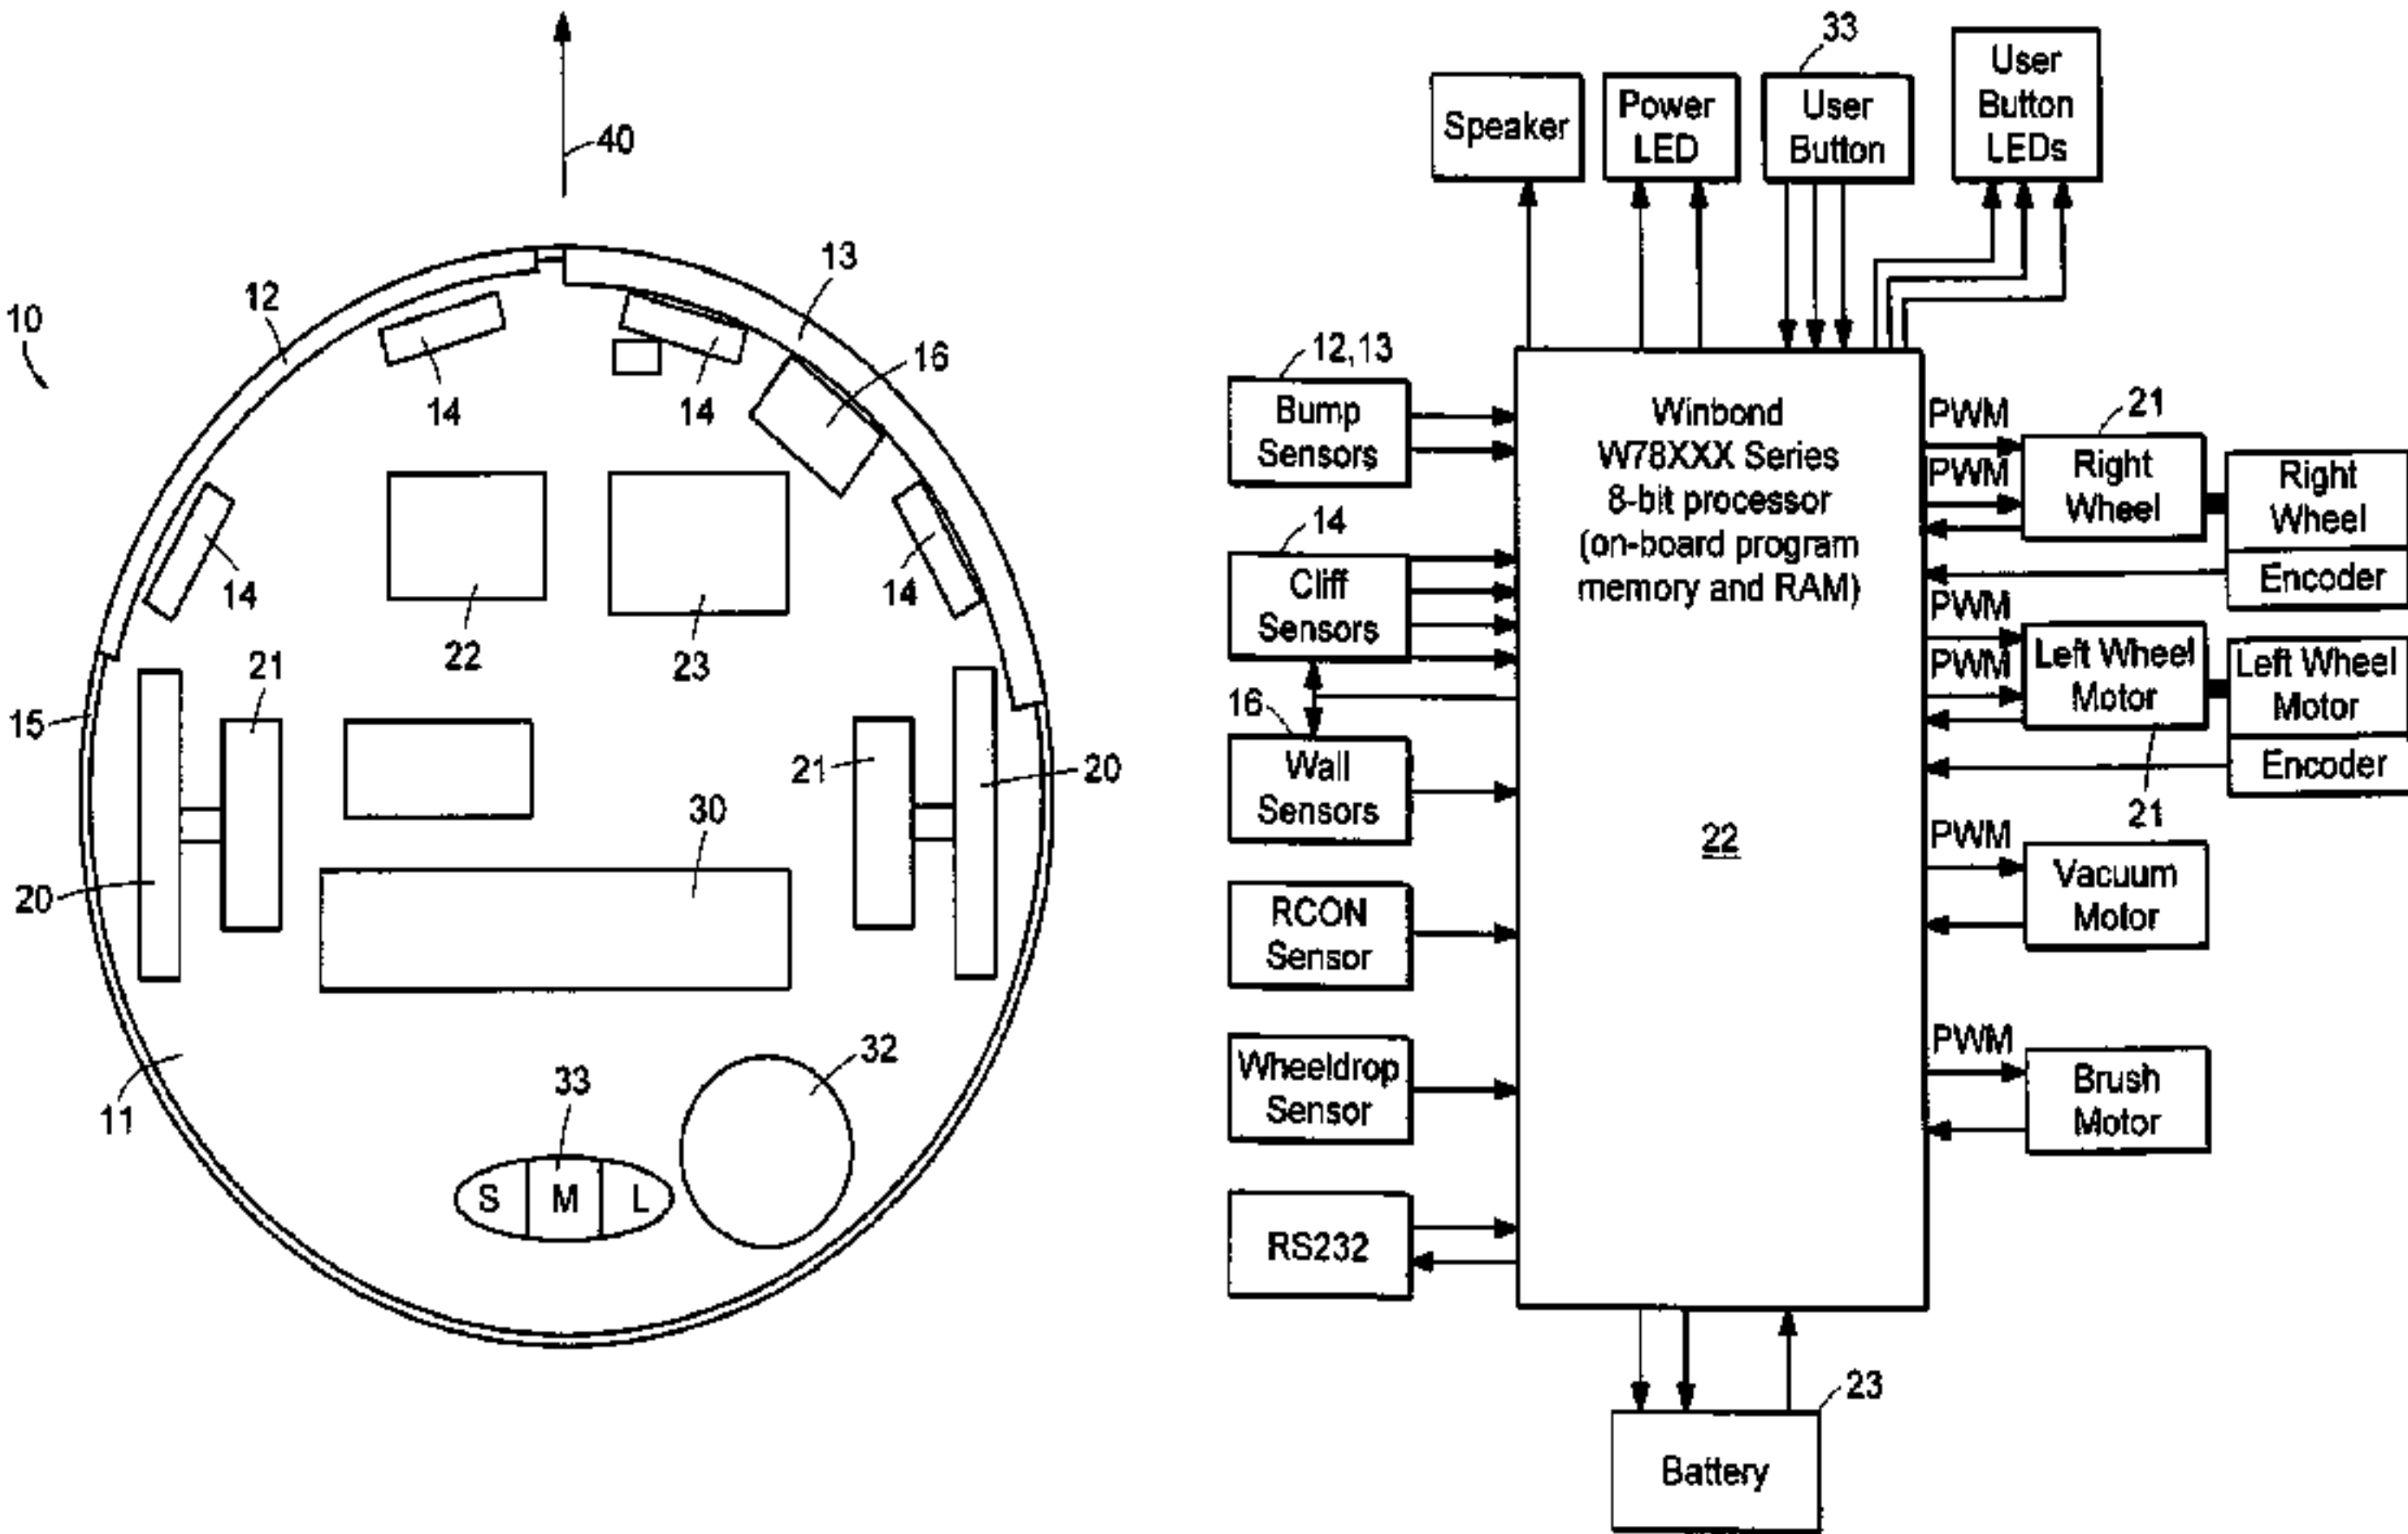 40
10
12
13
16
14
14
14
14
22
23
21
15
21
20
30
20
11
33
32
S M L
33
Speaker
Power
LED
User
Button
User
Button
LEDs
12,13
Bump
Sensors
14
Cliff
Sensors
16
Wall
Sensors
RCON
Sensor
Wheeldrop
Sensor
RS232
Winbond
W78XXX Series
8-bit processor
(on-board program
memory and RAM)
22
PWM
PWM
21
Right
Wheel
Right
Wheel
Encoder
PWM
PWM
Left Wheel
Motor
21
Left Wheel
Motor
Encoder
PWM
Vacuum
Motor
PWM
Brush
Motor
23
Battery